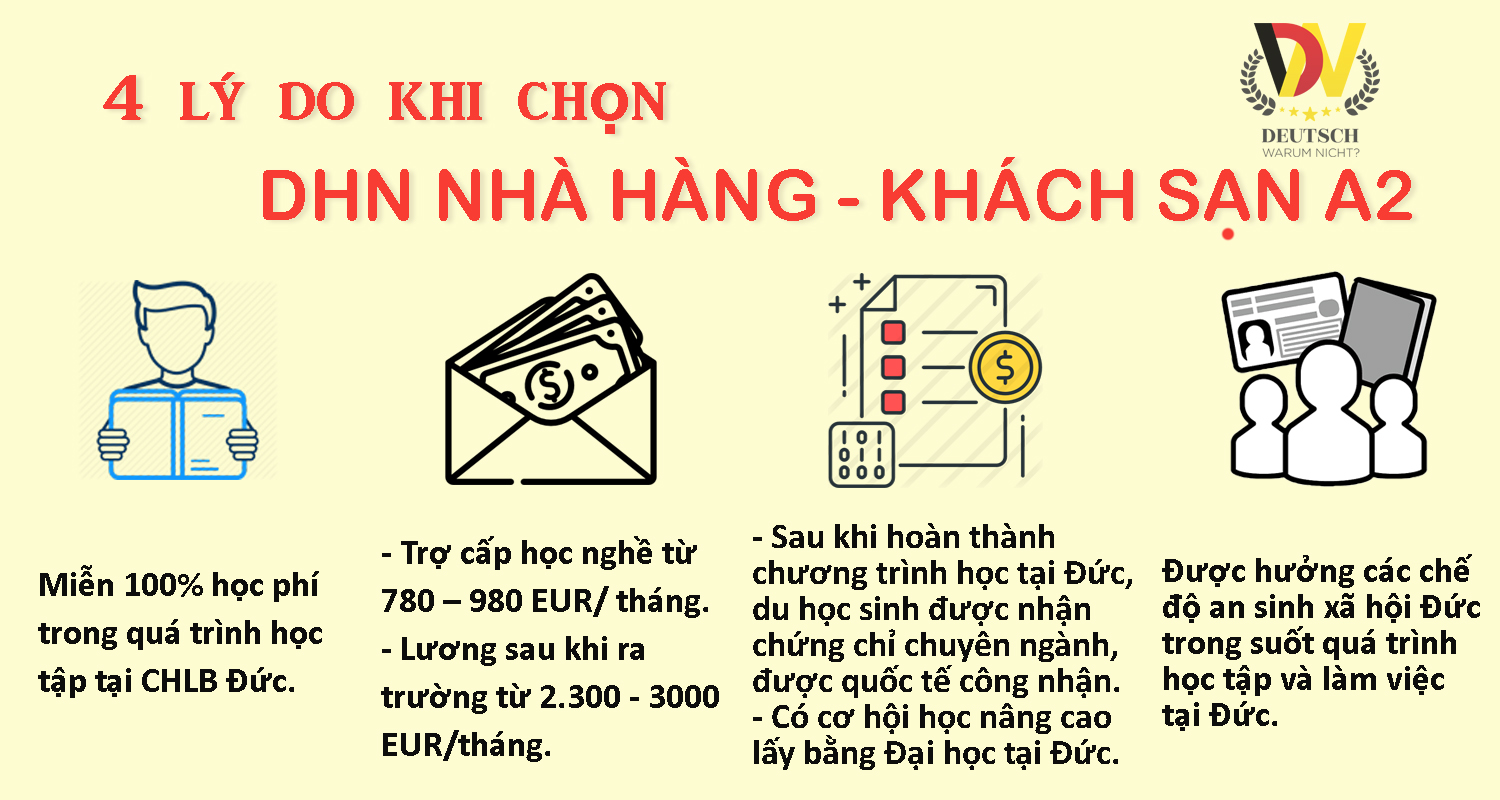 4 LÝ DO KHI CHỌN
DEUTSCH
WARUM NICHT?
DHN NHÀ HÀNG - KHÁCH SẠN A2
Miễn 100% học phí
trong quá trình học
tập tại CHLB Đức.
- Trợ cấp học nghề từ
780 – 980 EUR/ tháng.
- Lương sau khi ra
trường từ 2.300 - 3000
EUR/tháng.
101
011
000
- Sau khi hoàn thành
chương trình học tại Đức,
du học sinh được nhận
chứng chỉ chuyên ngành,
được quốc tế công nhận.
- Có cơ hội học nâng cao
lấy bằng Đại học tại Đức.
Được hưởng các chế
độ an sinh xã hội Đức
trong suốt quá trình
học tập và làm việc
tại Đức.